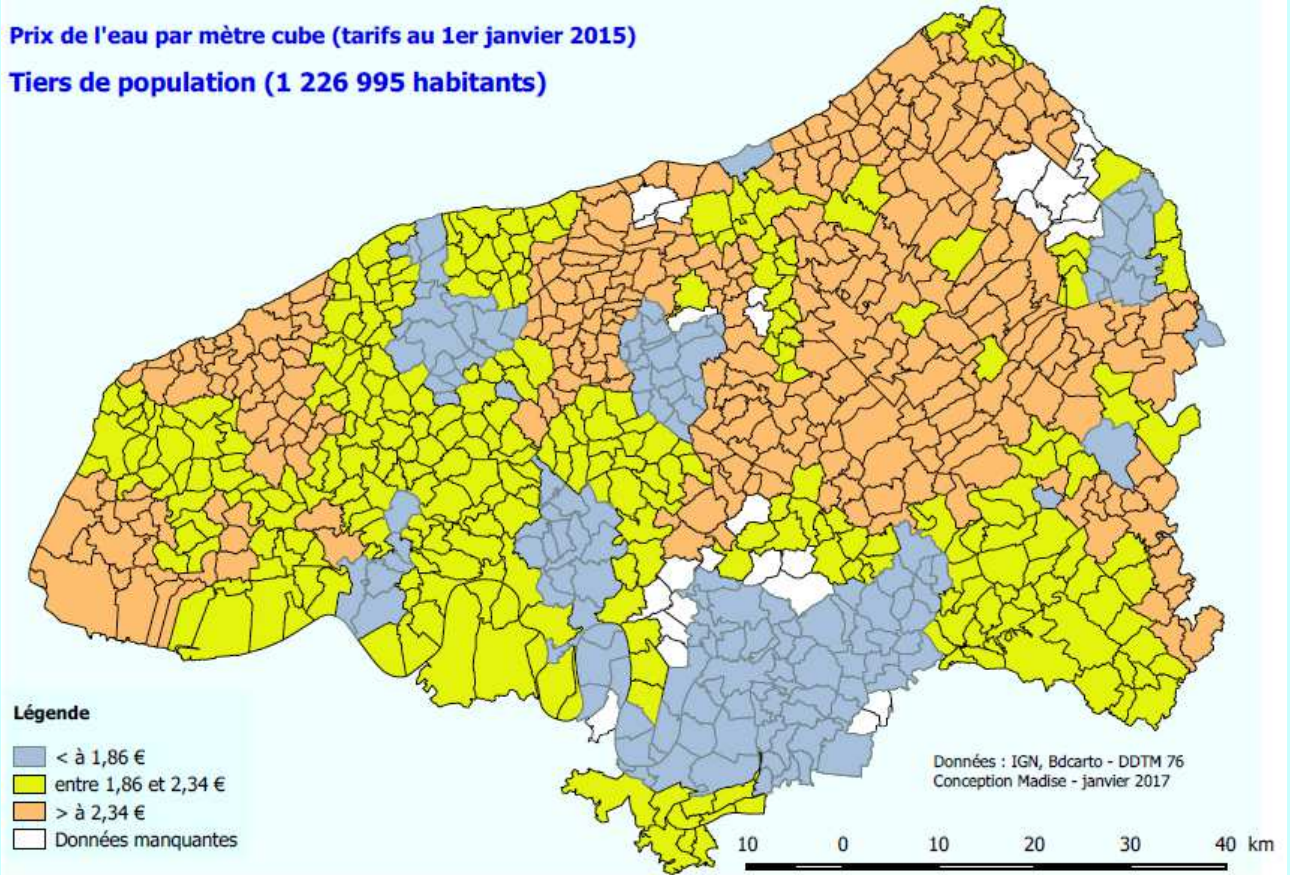 Prix de l'eau par mètre cube (tarifs au 1er janvier 2015)
Tiers de population (1 226 995 habitants)
Légende
< à 1,86 €
entre 1,86 et 2,34 €
> à 2,34 €
Données manquantes
Données : IGN, Bdcarto - DDTM 76
Conception Madise - janvier 2017
10 0 10 20 30 40 km